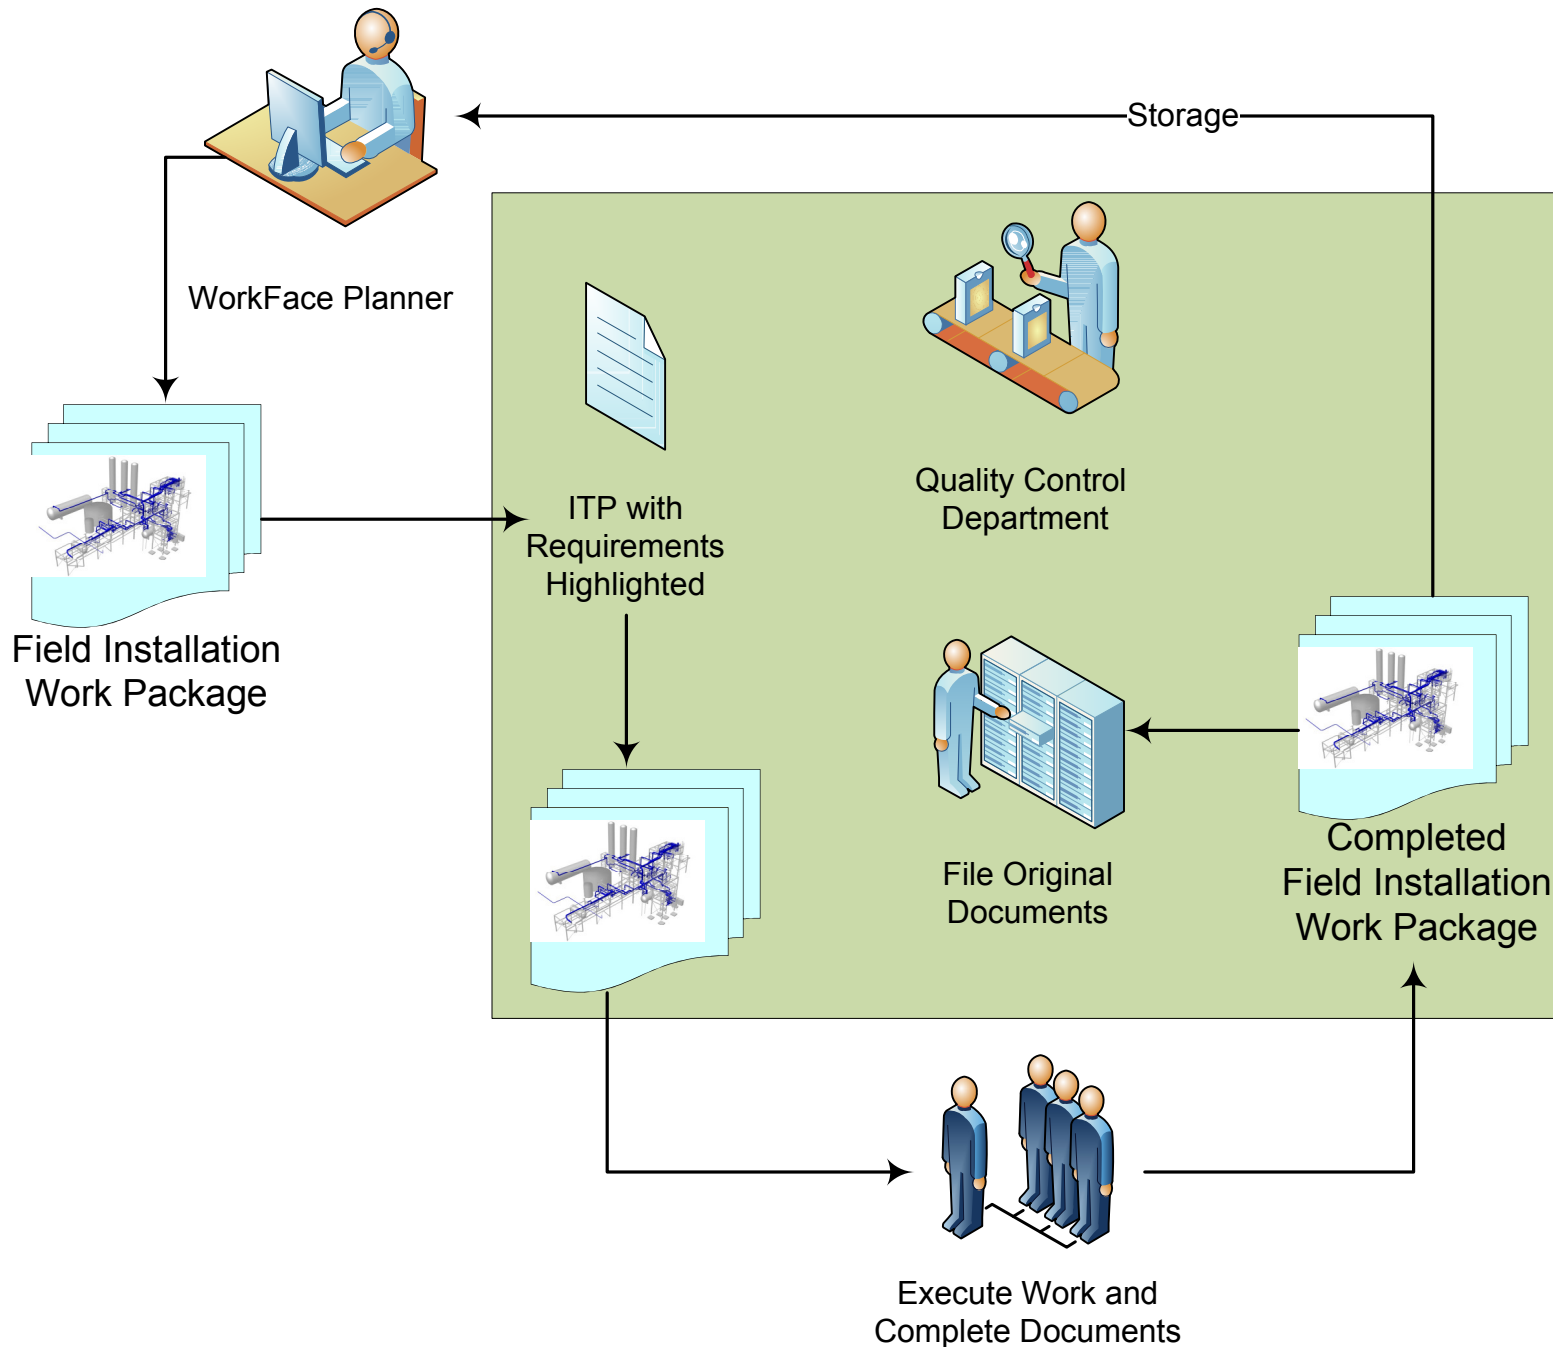 Storage
WorkFace Planner
Quality Control
Department
ITP with
Requirements
Highlighted
Field Installation
Work Package
File Original
Documents
Completed
Field Installation
Work Package
Execute Work and
Complete Documents